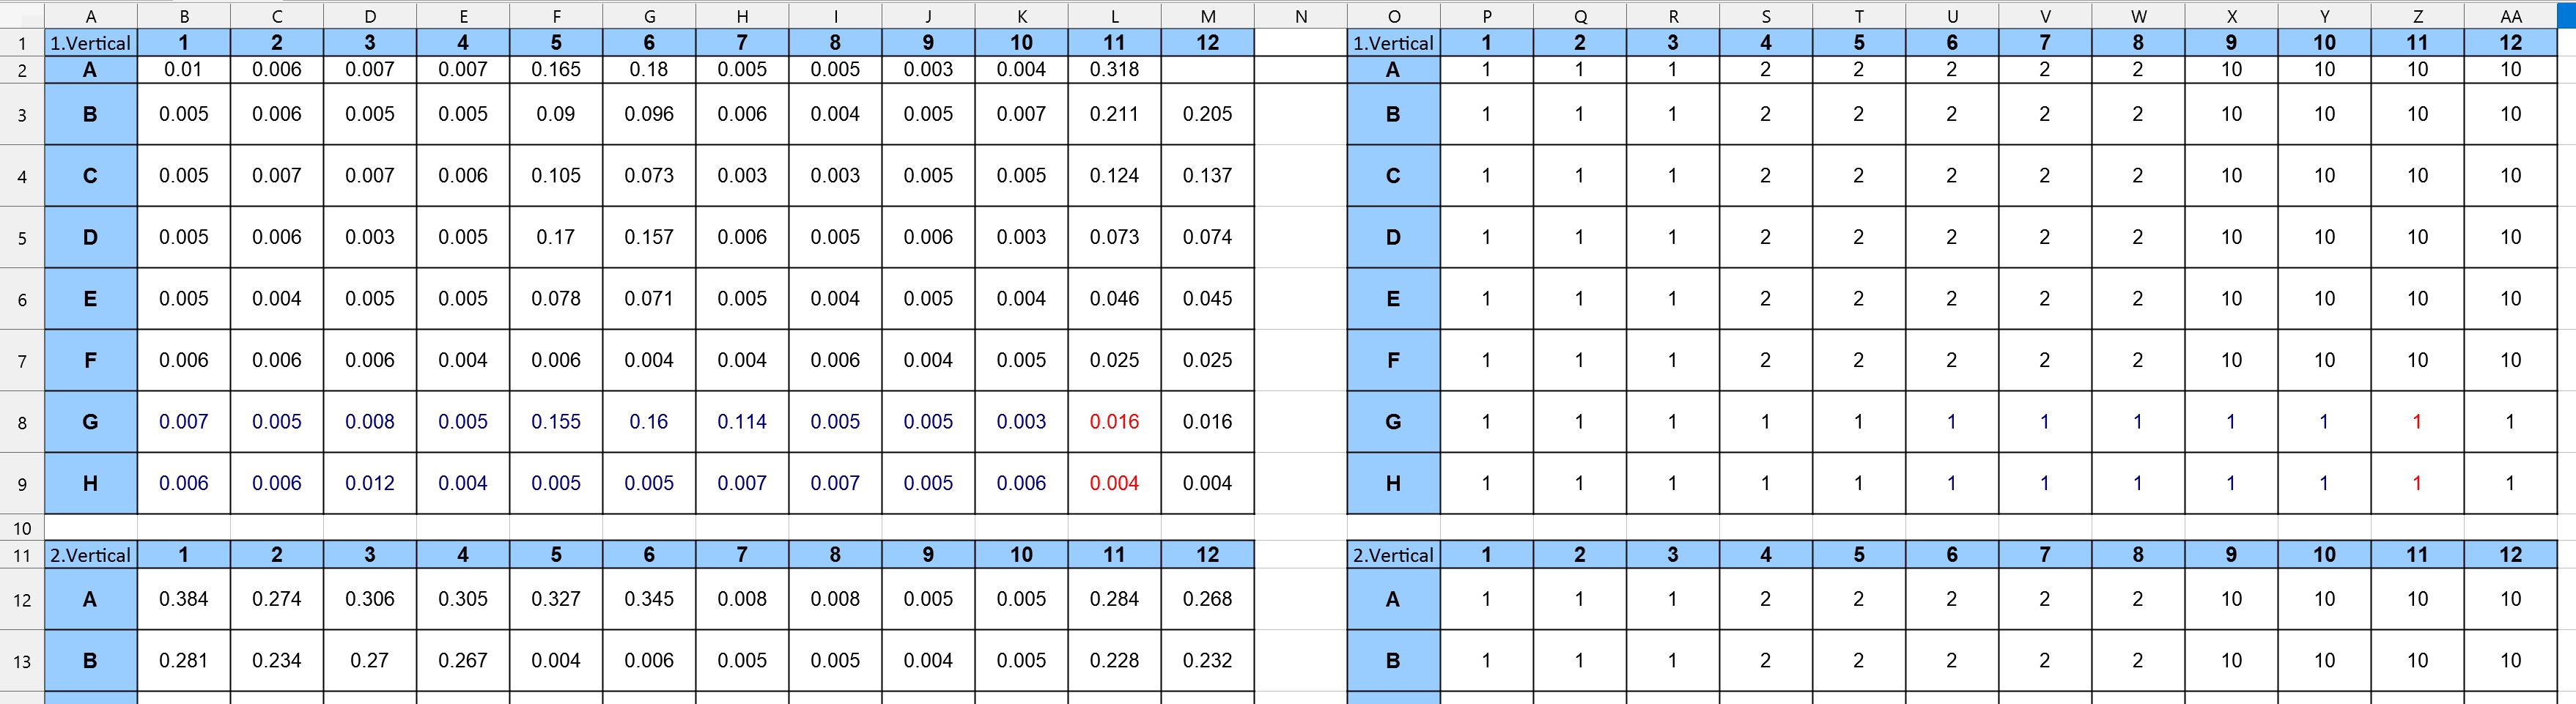 A B C D E F G H I J K L M N O P Q R S T U V W X Y Z AA
1 1.Vertical 1 2 3 4 5 6 7 8 9 10 11 12 1.Vertical 1 2 3 4 5 6 7 8 9 10 11 12
2 A 0.01 0.006 0.007 0.007 0.165 0.18 0.005 0.005 0.003 0.004 0.318 A 1 1 1 2 2 2 2 2 10 10 10 10
3 B 0.005 0.006 0.005 0.005 0.09 0.096 0.006 0.004 0.005 0.007 0.211 0.205 B 1 1 1 2 2 2 2 2 10 10 10 10
4 C 0.005 0.007 0.007 0.006 0.105 0.073 0.003 0.003 0.005 0.005 0.124 0.137 C 1 1 1 2 2 2 2 2 10 10 10 10
5 D 0.005 0.006 0.003 0.005 0.17 0.157 0.006 0.005 0.006 0.003 0.073 0.074 D 1 1 1 2 2 2 2 2 10 10 10 10
6 E 0.005 0.004 0.005 0.005 0.078 0.071 0.005 0.004 0.005 0.004 0.046 0.045 E 1 1 1 2 2 2 2 2 10 10 10 10
7 F 0.006 0.006 0.006 0.004 0.006 0.004 0.004 0.006 0.004 0.005 0.025 0.025 F 1 1 1 2 2 2 2 2 10 10 10 10
8 G 0.007 0.005 0.008 0.005 0.155 0.16 0.114 0.005 0.005 0.003 0.016 0.016 G 1 1 1 1 1 1 1 1 1 1 1 1
9 H 0.006 0.006 0.012 0.004 0.005 0.005 0.007 0.007 0.005 0.006 0.004 0.004 H 1 1 1 1 1 1 1 1 1 1 1 1
10
11 2.Vertical 1 2 3 4 5 6 7 8 9 10 11 12 2.Vertical 1 2 3 4 5 6 7 8 9 10 11 12
12 A 0.384 0.274 0.306 0.305 0.327 0.345 0.008 0.008 0.005 0.005 0.284 0.268 A 1 1 1 2 2 2 2 2 10 10 10 10
13 B 0.281 0.234 0.27 0.267 0.004 0.006 0.005 0.005 0.004 0.005 0.228 0.232 B 1 1 1 2 2 2 2 2 10 10 10 10